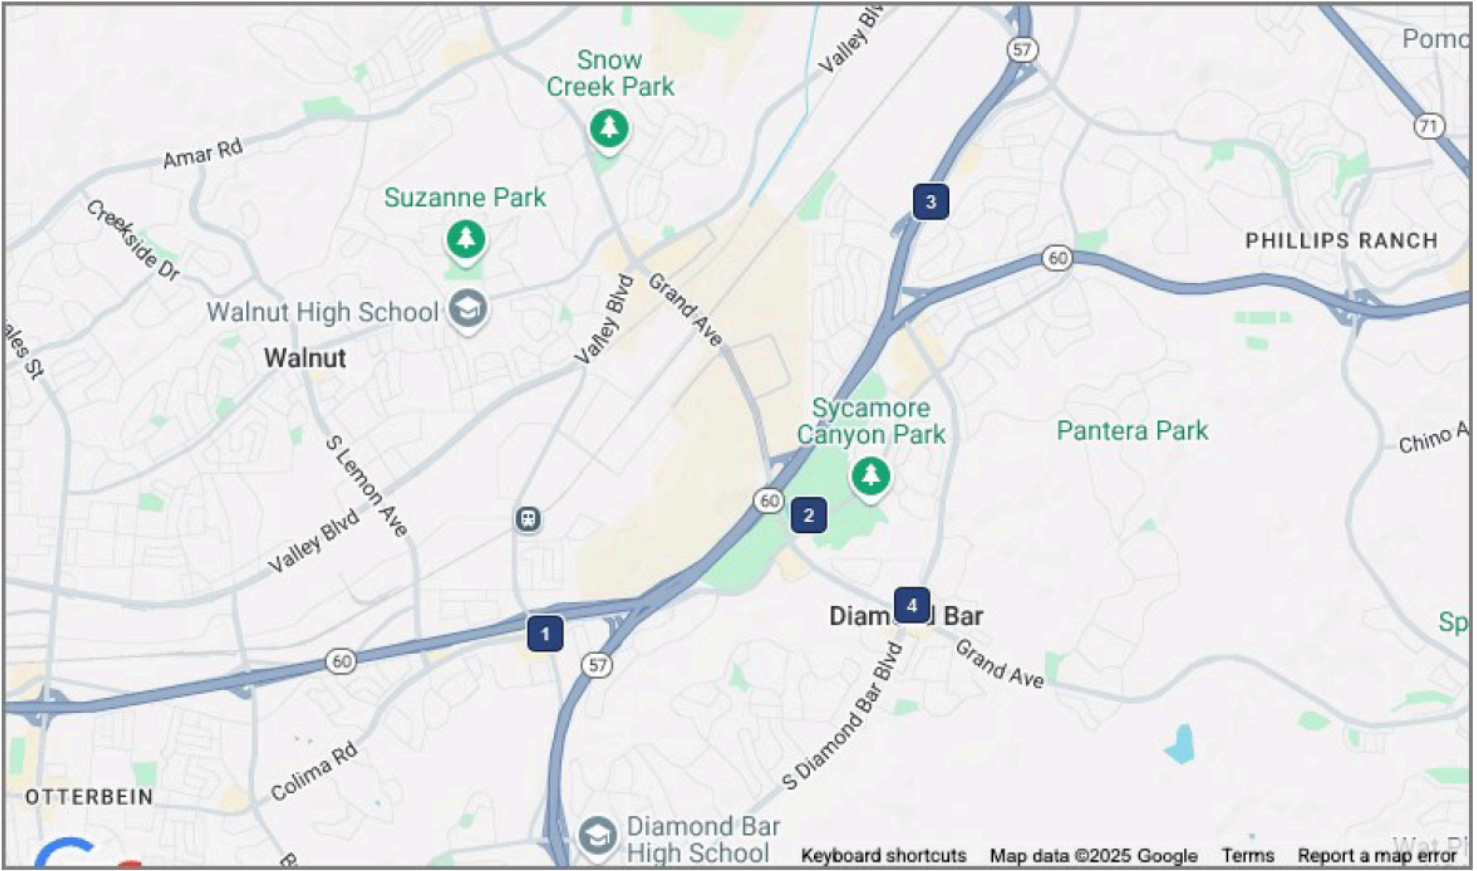 Snow
Creek Park
Valley Blv
57
Pomo
71
Amar Rd
Suzanne Park
3
Creekside Dr
PHILLIPS RANCH
60
Walnut High School
Grand Ave
Valley Blvd
ales St
Walnut
Sycamore
Canyon Park
Pantera Park
Chino A
S Lemon Ave
60
2
Valley Blvd
4
Diam d Bar
Sp
1
60
57
Grand Ave
S Diamond Bar Blvd
Colima Rd
OTTERBEIN
Diamond Bar
High School
Keyboard shortcuts
Map data ©2025 Google
Terms
Report a map error